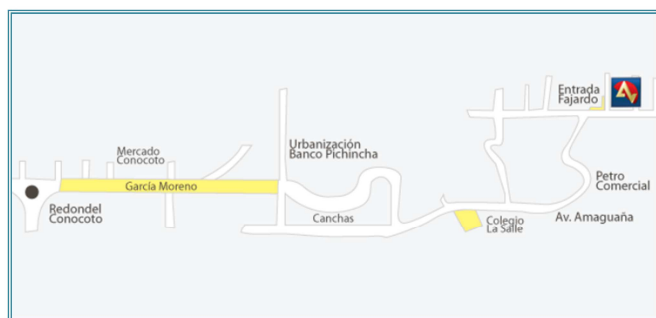 Entrada
Fajardo
Urbanización
Banco Pichincha
Mercado
Conocoto
García Moreno
Petro
Comercial
Redondel
Conocoto
Canchas
Colegio
La Salle
Av. Amaguaña